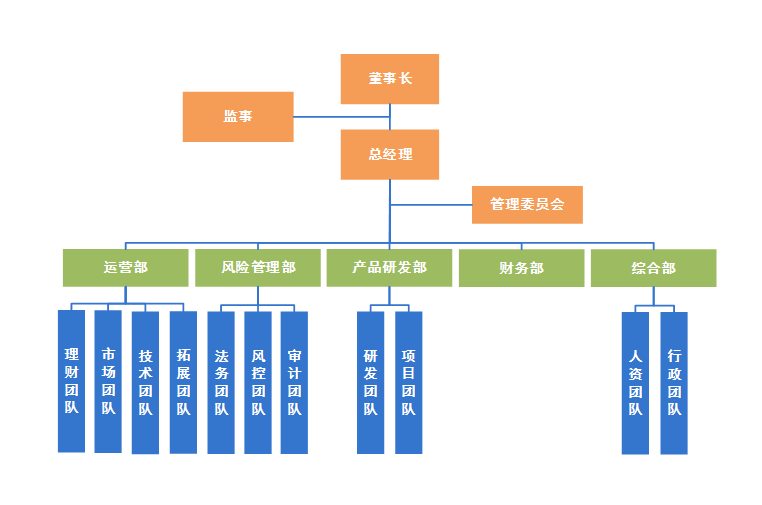 董事长
监事
总经理
管理委员会
运营部
风险管理部
产品研发部
财务部
综合部
理财团队
市场团队
技术团队
拓展团队
法务团队
风控团队
审计团队
研发团队
项目团队
人资团队
行政团队